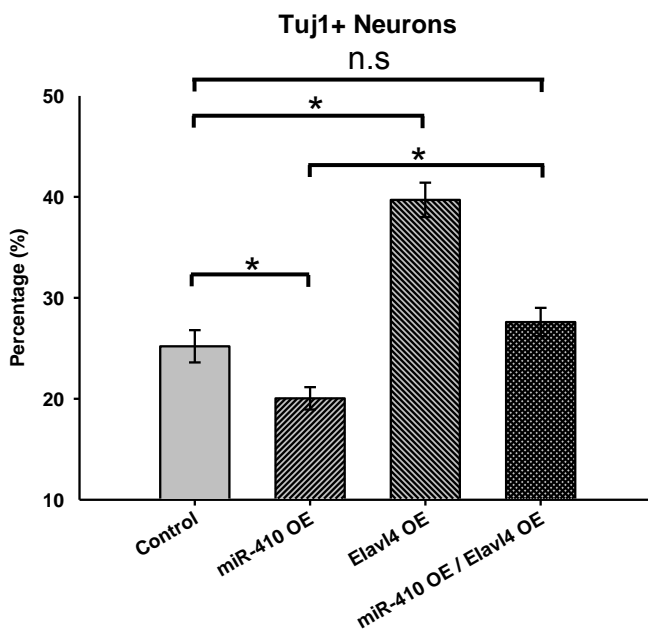 Tuj1+ Neurons
n.s
50
*
*
40
*
30
20
10
Percentage (%)
Control
miR-410 OE
Elavl4 OE
miR-410 OE / Elavl4 OE